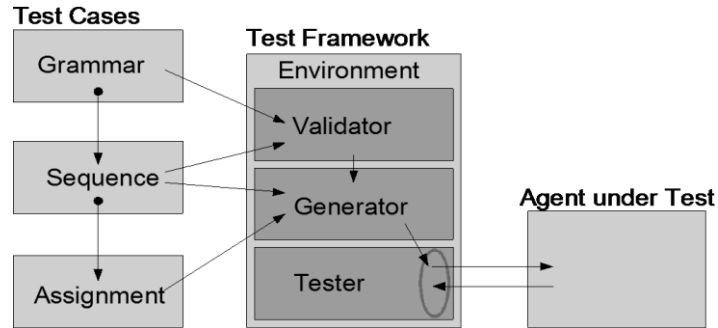 Test Cases
Grammar
Sequence
Assignment
Test Framework
Environment
Validator
Generator
Tester
Agent under Test